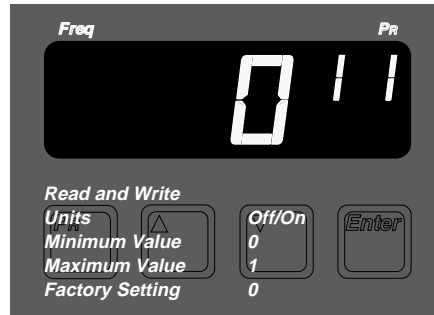 Freq PR
0 11
Read and Write
PR
Units Off/On Enter
Minimum Value 0
Maximum Value 1
Factory Setting 0